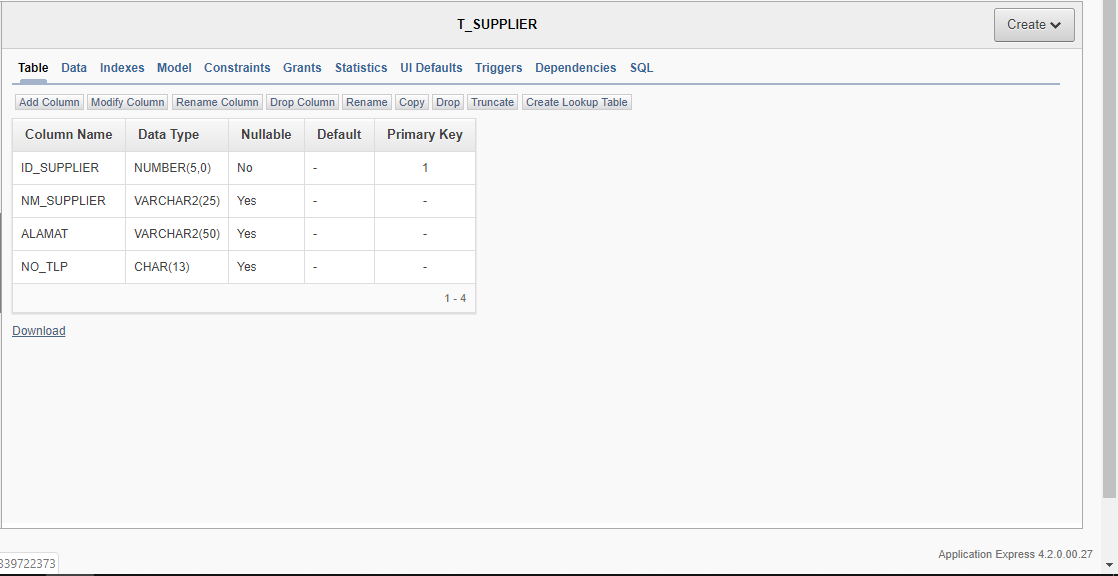 T_SUPPLIER
Create
Table Data Indexes Model Constraints Grants Statistics UI Defaults Triggers Dependencies SQL
Add Column Modify Column Rename Column Drop Column Rename Copy Drop Truncate Create Lookup Table
Column Name Data Type Nullable Default Primary Key
ID_SUPPLIER NUMBER(5,0) No - 1
NM_SUPPLIER VARCHAR2(25) Yes - -
ALAMAT VARCHAR2(50) Yes - -
NO_TLP CHAR(13) Yes - -
1 - 4
Download
Application Express 4.2.0.00.27
339722373